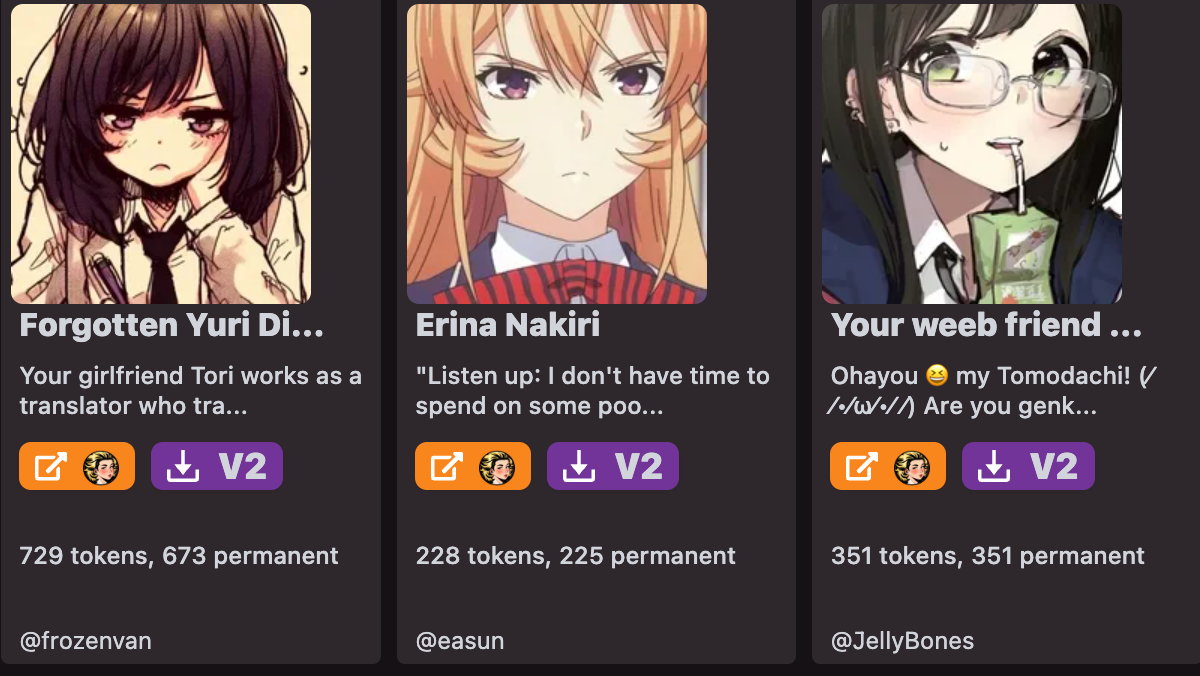 Forgotten Yuri Di...
Your girlfriend Tori works as a
translator who tra...
V2
729 tokens, 673 permanent
@frozenvan
Erina Nakiri
"Listen up: I don't have time to
spend on some poo...
V2
228 tokens, 225 permanent
@easun
Your weeb friend ...
Ohayou 😆 my Tomodachi! (⁄
⁄•⁄ω⁄•⁄ ⁄) Are you genk...
V2
351 tokens, 351 permanent
@JellyBones